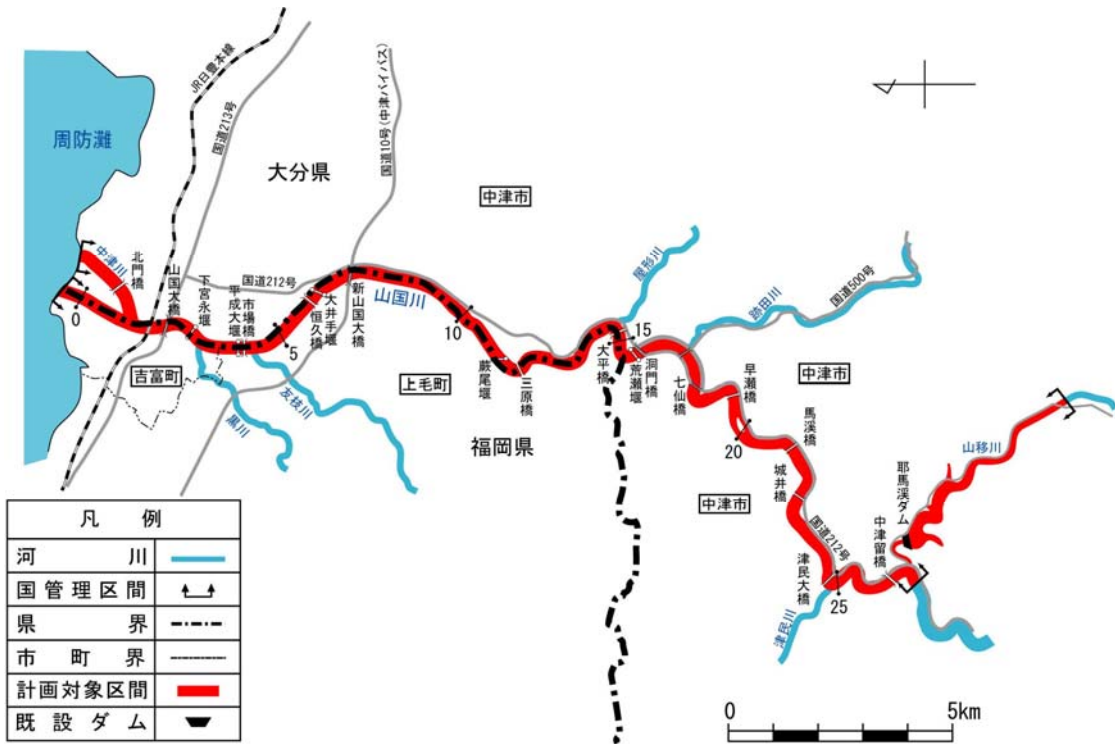 周防灘
JR日豊本線
国道213号
国道10号(中津バイパス)
大分県
中津市
中津川
北門橋
山国大橋
0
下宮永堰
平成大堰
市場橋
国道212号
大井手堰
恒久橋
新山国大橋
山国川
5
10
吉富町
黒川
友枝川
上毛町
福岡県
蕨尾堰
三原橋
大平橋
荒瀬堰
洞門橋
15
屋形川
跡田川
国道500号
七仙橋
早瀬橋
20
中津市
馬渓橋
城井橋
中津市
国道212号
津民大橋
25
津民川
中津留橋
耶馬渓ダム
山移川
凡例
河川
国管理区間
県界
市町界
計画対象区間
既設ダム
0 5km